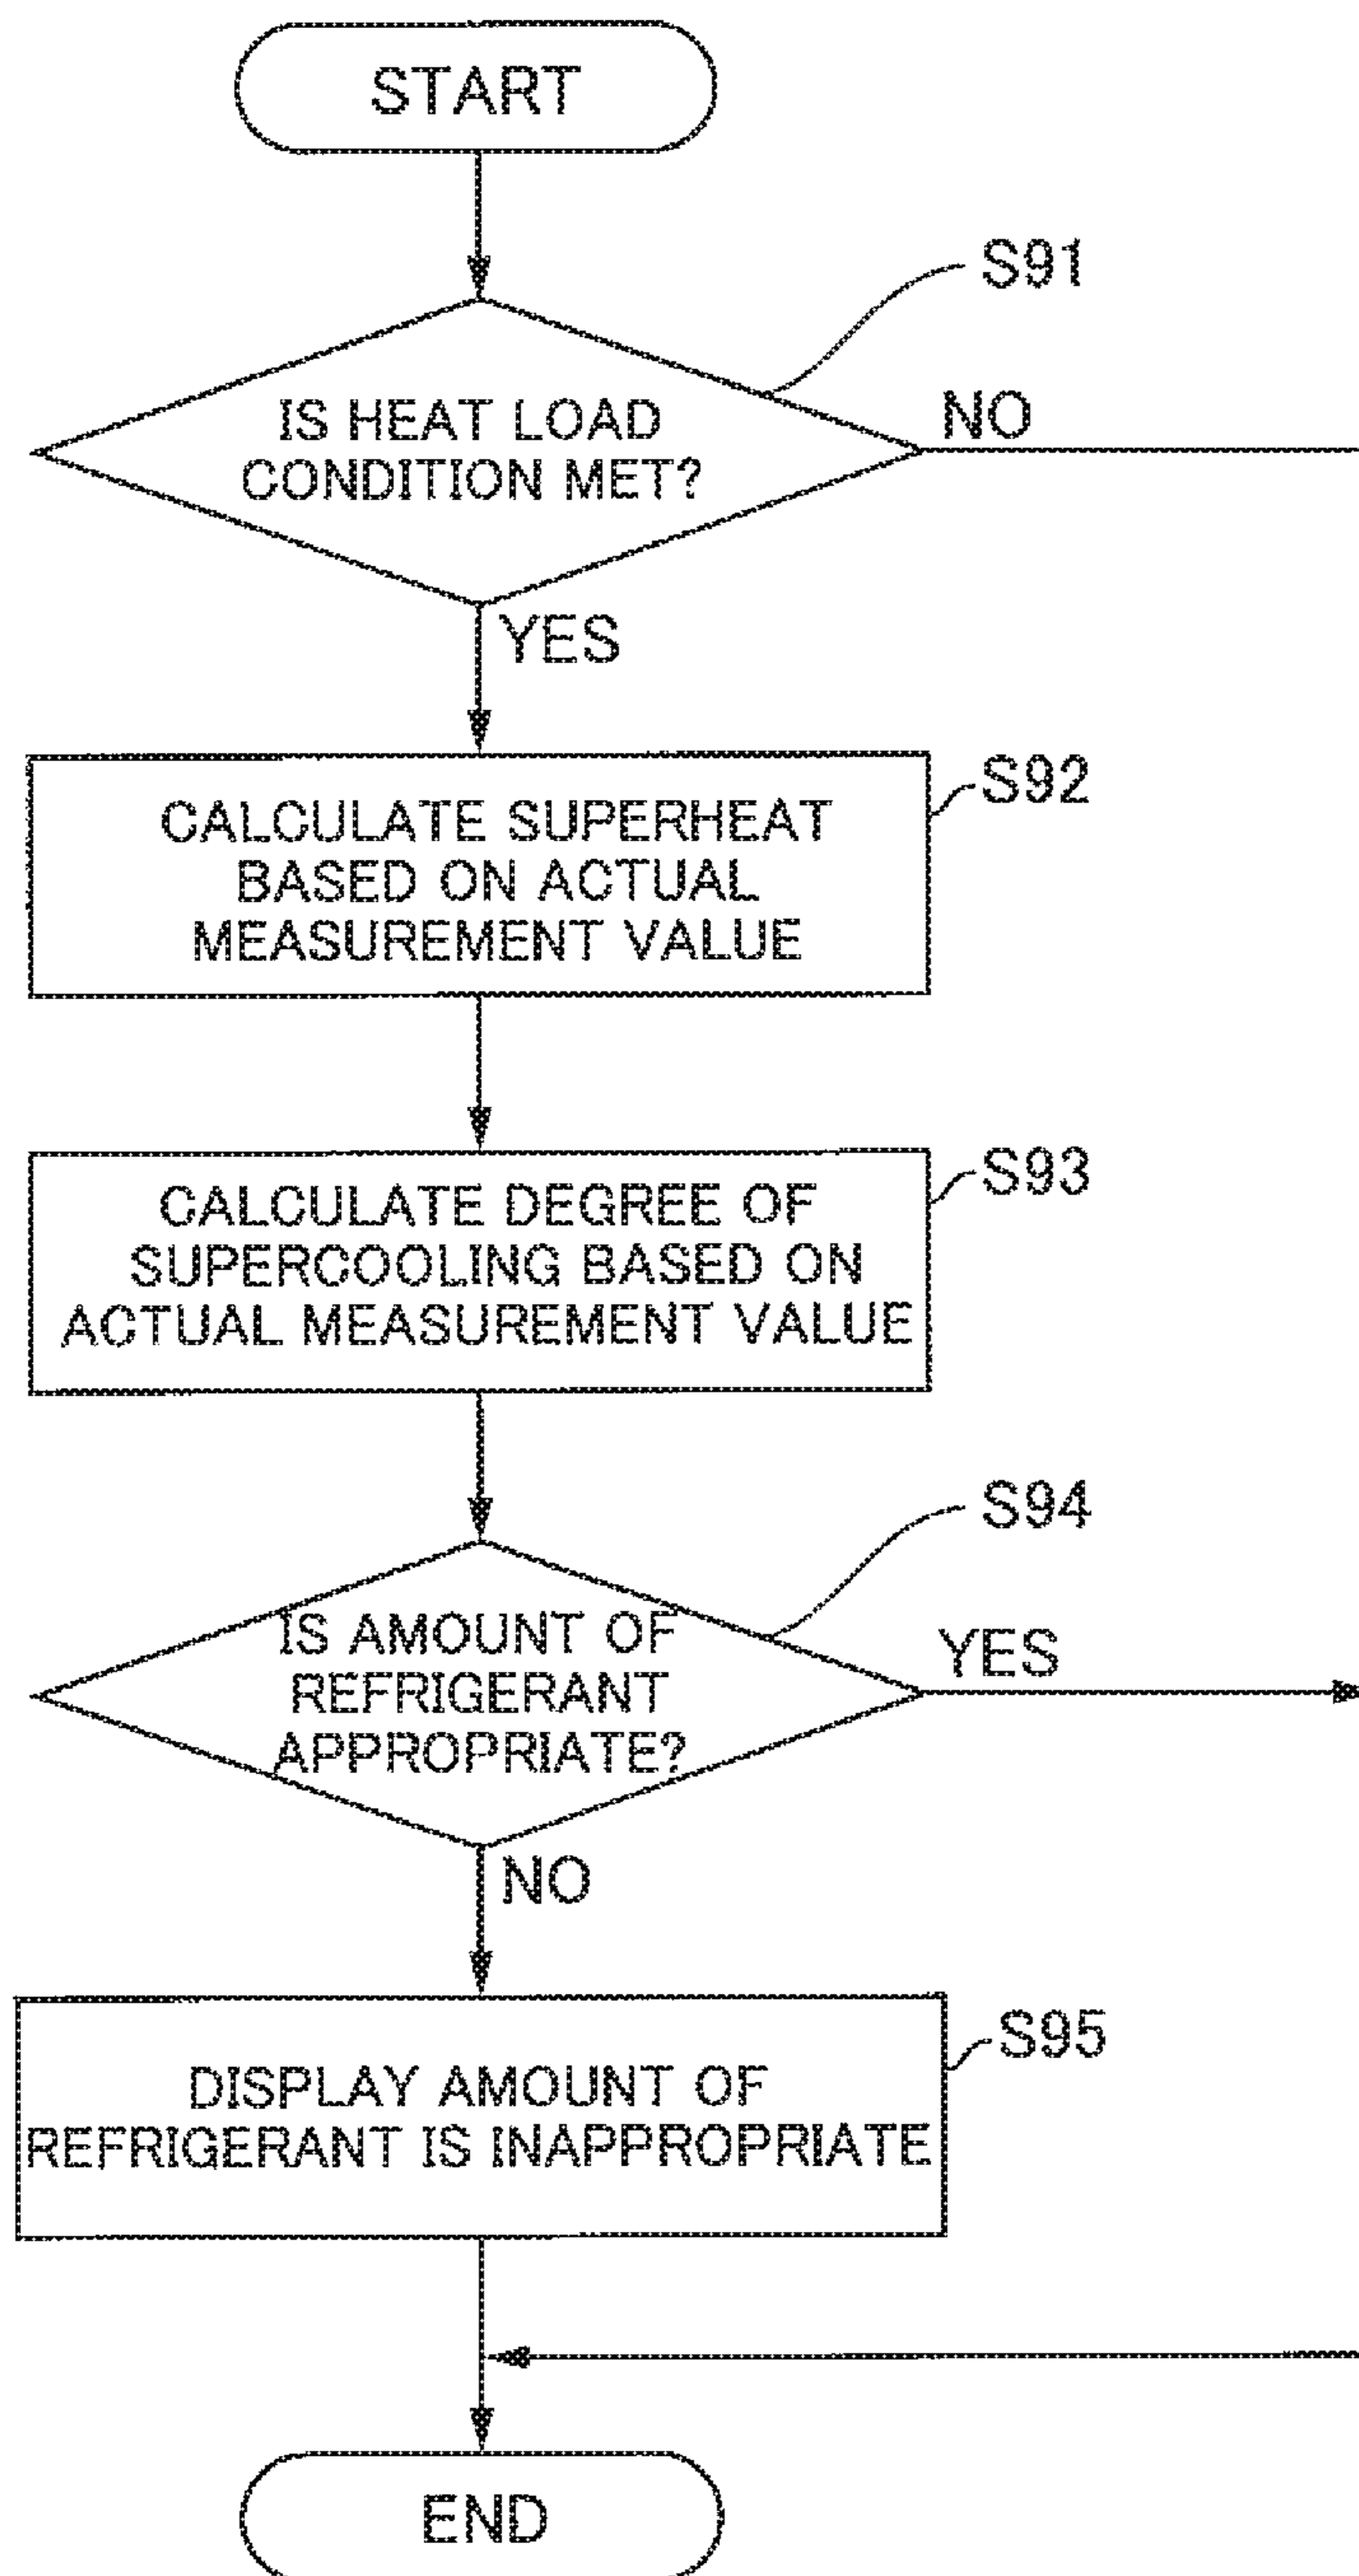 START
S91
IS HEAT LOAD
CONDITION MET?
NO
YES
S92
CALCULATE SUPERHEAT
BASED ON ACTUAL
MEASUREMENT VALUE
S93
CALCULATE DEGREE OF
SUPERCOOLING BASED ON
ACTUAL MEASUREMENT VALUE
S94
IS AMOUNT OF
REFRIGERANT
APPROPRIATE?
YES
NO
S95
DISPLAY AMOUNT OF
REFRIGERANT IS INAPPROPRIATE
END